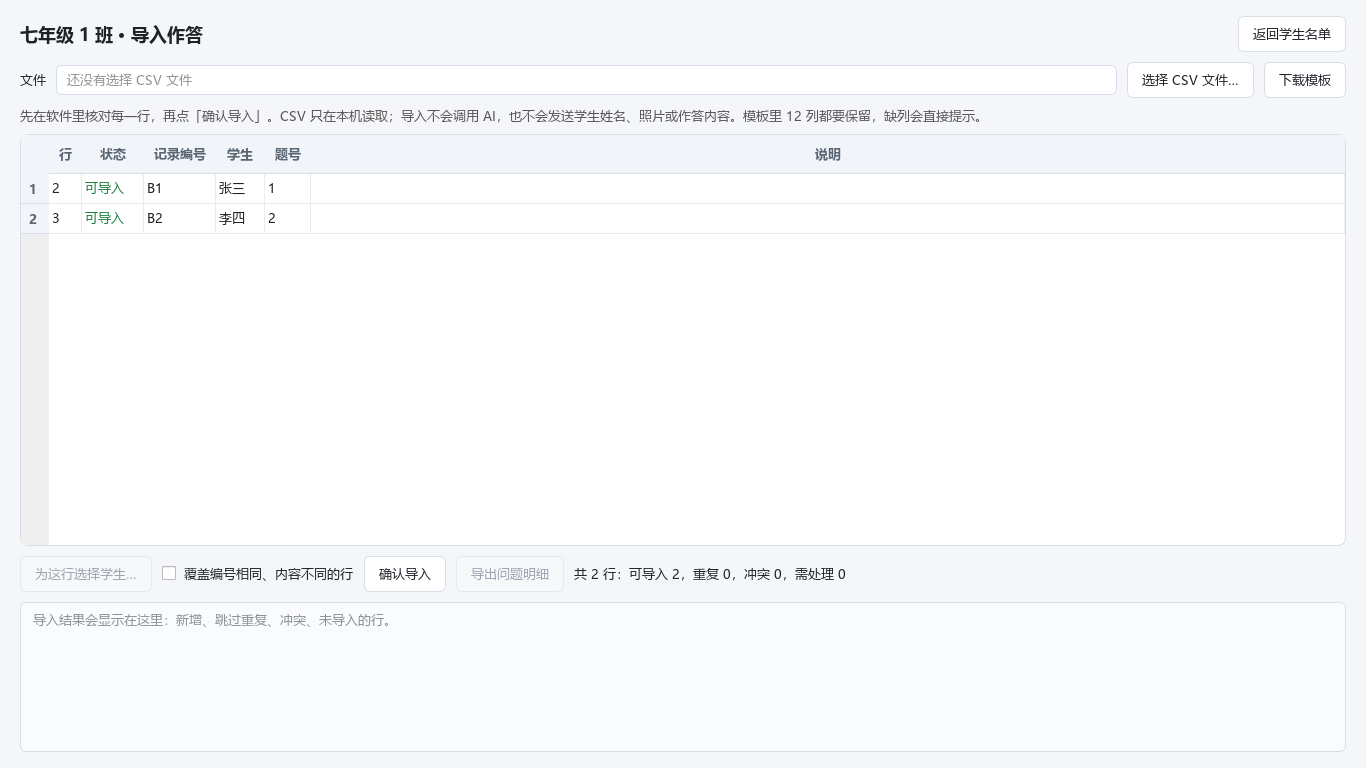 七年级 1 班 • 导入作答
返回学生名单
文件 还没有选择 CSV 文件 选择 CSV 文件... 下载模板
先在软件里核对每一行，再点「确认导入」。CSV 只在本机读取；导入不会调用 AI，也不会发送学生姓名、照片或作答内容。模板里 12 列都要保留，缺列会直接提示。
行 状态 记录编号 学生 题号 说明
1 2 可导入 B1 张三 1
2 3 可导入 B2 李四 2
为这行选择学生... 覆盖编号相同、内容不同的行 确认导入 导出问题明细 共 2 行：可导入 2，重复 0，冲突 0，需处理 0
导入结果会显示在这里：新增、跳过重复、冲突、未导入的行。